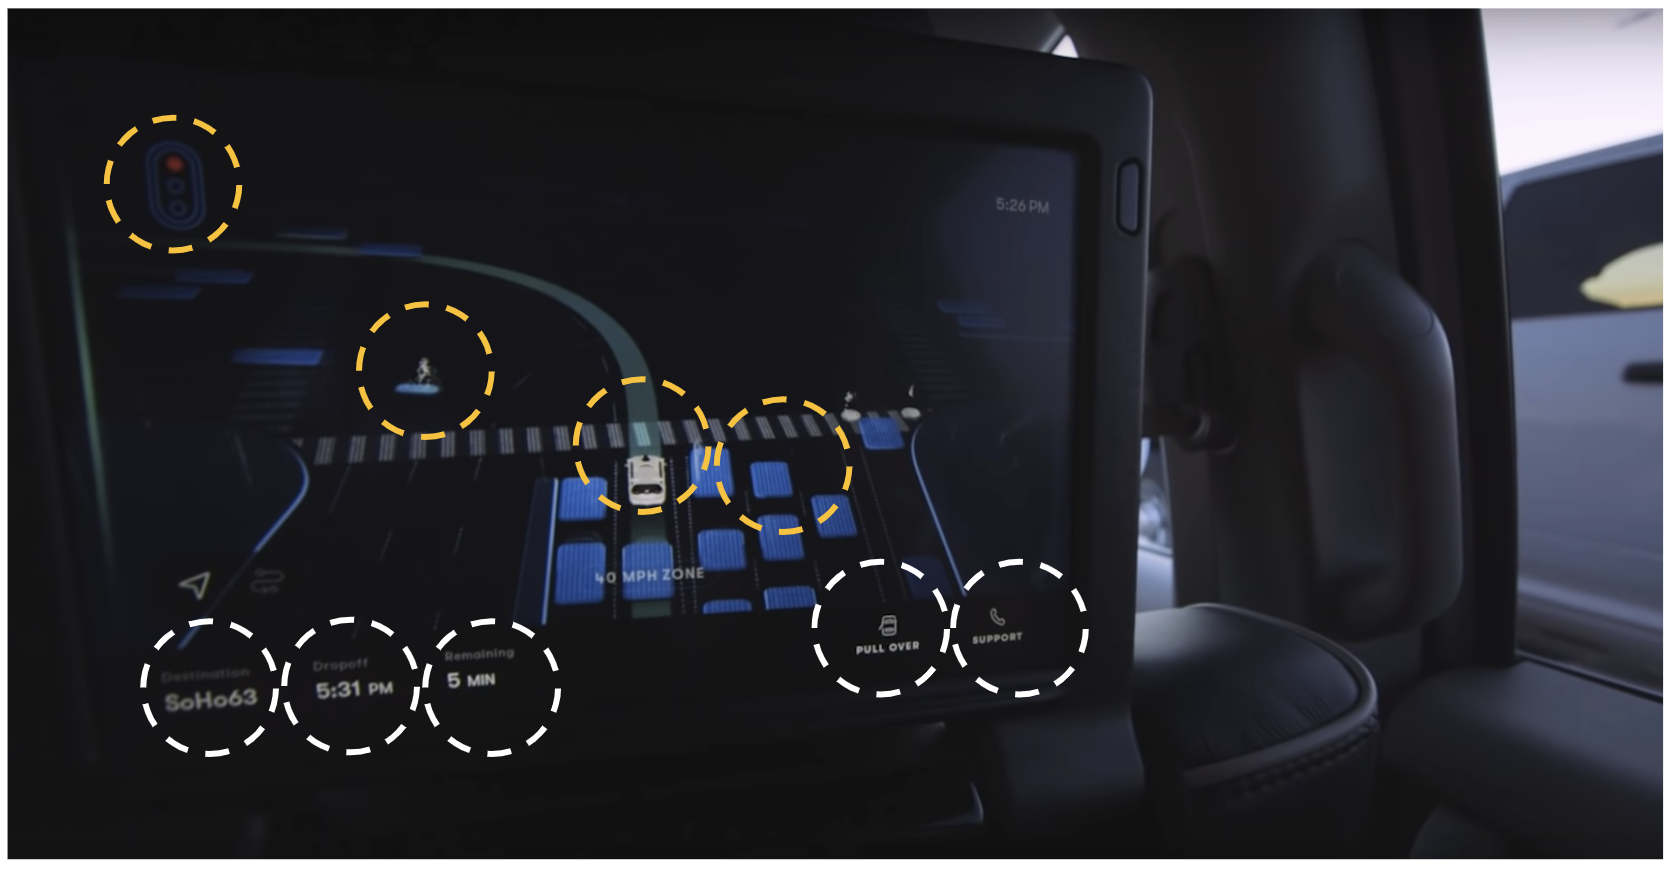 5:26 PM
40 MPH ZONE
Destination
SoHo63
Dropoff
5:31 PM
Remaining
5 MIN
PULL OVER
SUPPORT